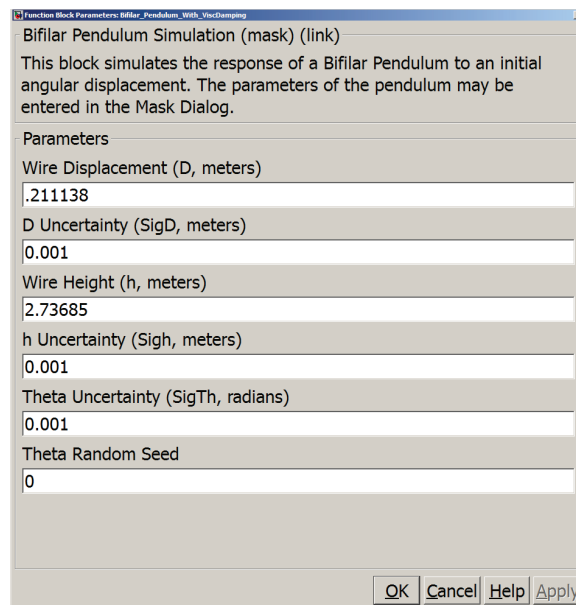 Function Block Parameters: Bifilar_Pendulum_With_ViscDamping
Bifilar Pendulum Simulation (mask) (link)
This block simulates the response of a Bifilar Pendulum to an initial
angular displacement. The parameters of the pendulum may be
entered in the Mask Dialog.
Parameters
Wire Displacement (D, meters)
.211138
D Uncertainty (SigD, meters)
0.001
Wire Height (h, meters)
2.73685
h Uncertainty (Sigh, meters)
0.001
Theta Uncertainty (SigTh, radians)
0.001
Theta Random Seed
0
OK Cancel Help Apply